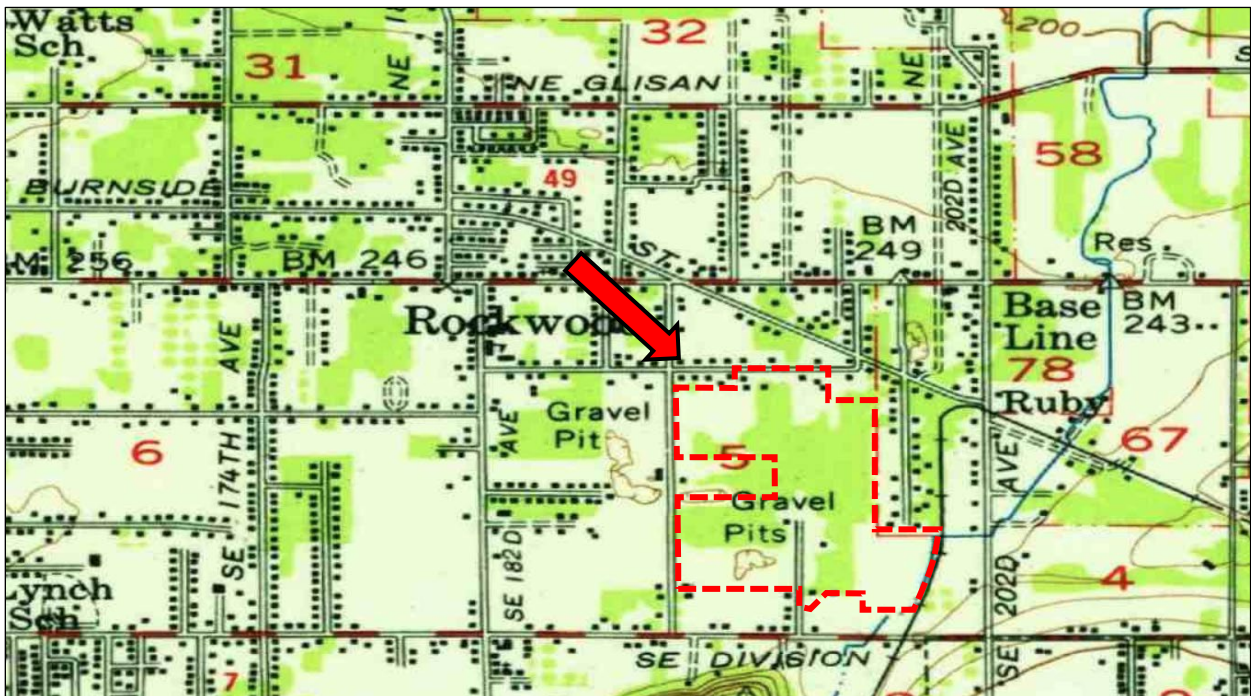 Watts
Sch
32
200
31
NE
NE
NE GLISAN
58
49
202D AVE
BURNSIDE
BM
249
Res
ST.
M 256
BM 246
BM
243
Base
Line
78
Ruby
67
AVE
Gravel
Pit
AVE
6
5
SE 174TH
Gravel
Pits
AVE
SE 182D
4
Lynch
Sch
SE 202D
SE DIVISION
7